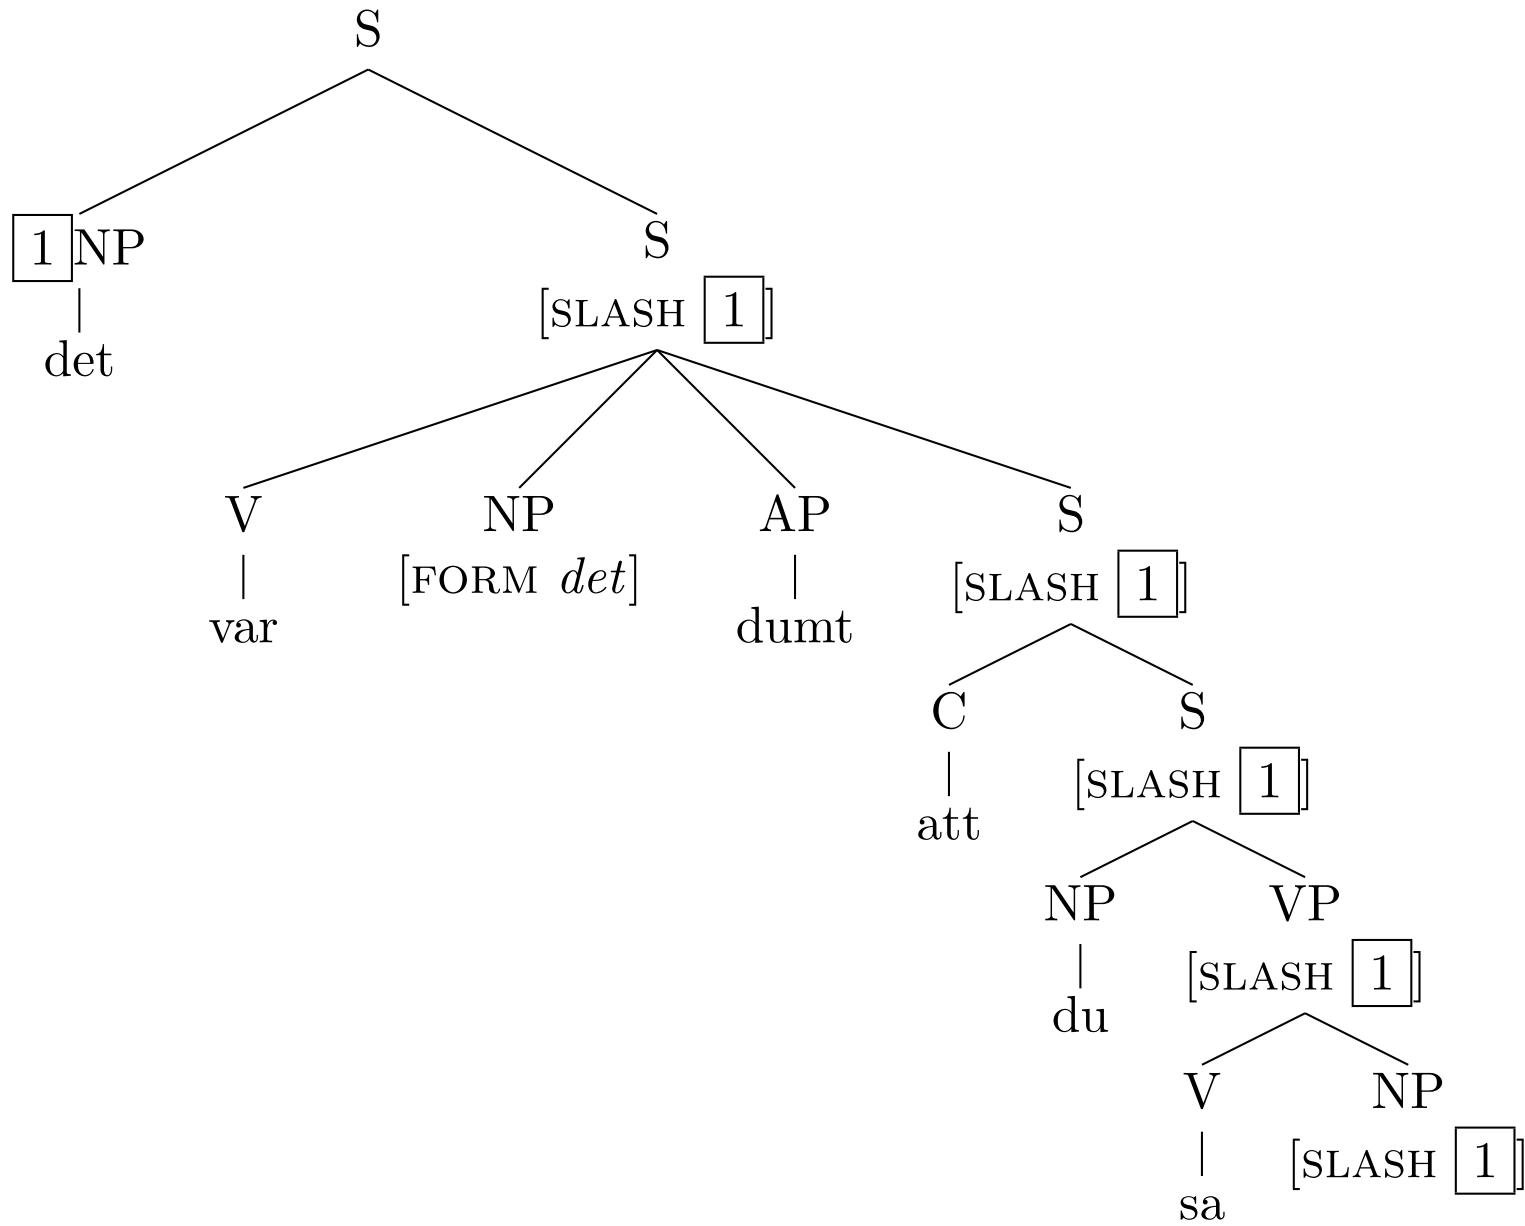 S
1 NP S
[SLASH 1]
det
V NP AP S
[FORM det] [SLASH 1]
var dumt
C S
[SLASH 1]
att
NP VP
[SLASH 1]
du
V NP
[SLASH 1]
sa